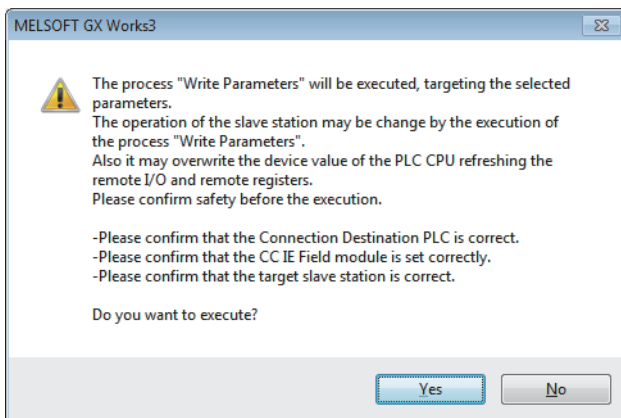 MELSOFT GX Works3
The process "Write Parameters" will be executed, targeting the selected
parameters.
The operation of the slave station may be change by the execution of
the process "Write Parameters".
Also it may overwrite the device value of the PLC CPU refreshing the
remote I/O and remote registers.
Please confirm safety before the execution.
-Please confirm that the Connection Destination PLC is correct.
-Please confirm that the CC IE Field module is set correctly.
-Please confirm that the target slave station is correct.
Do you want to execute?
Yes No